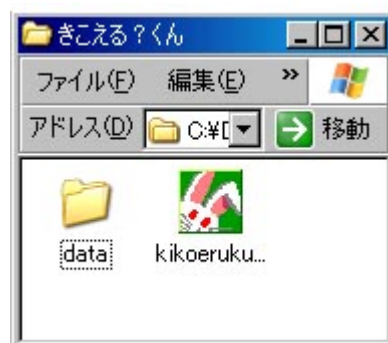 きこえる？くん
ファイル(F) 編集(E) »
アドレス(D) C:¥D 移動
data kikoeruku...